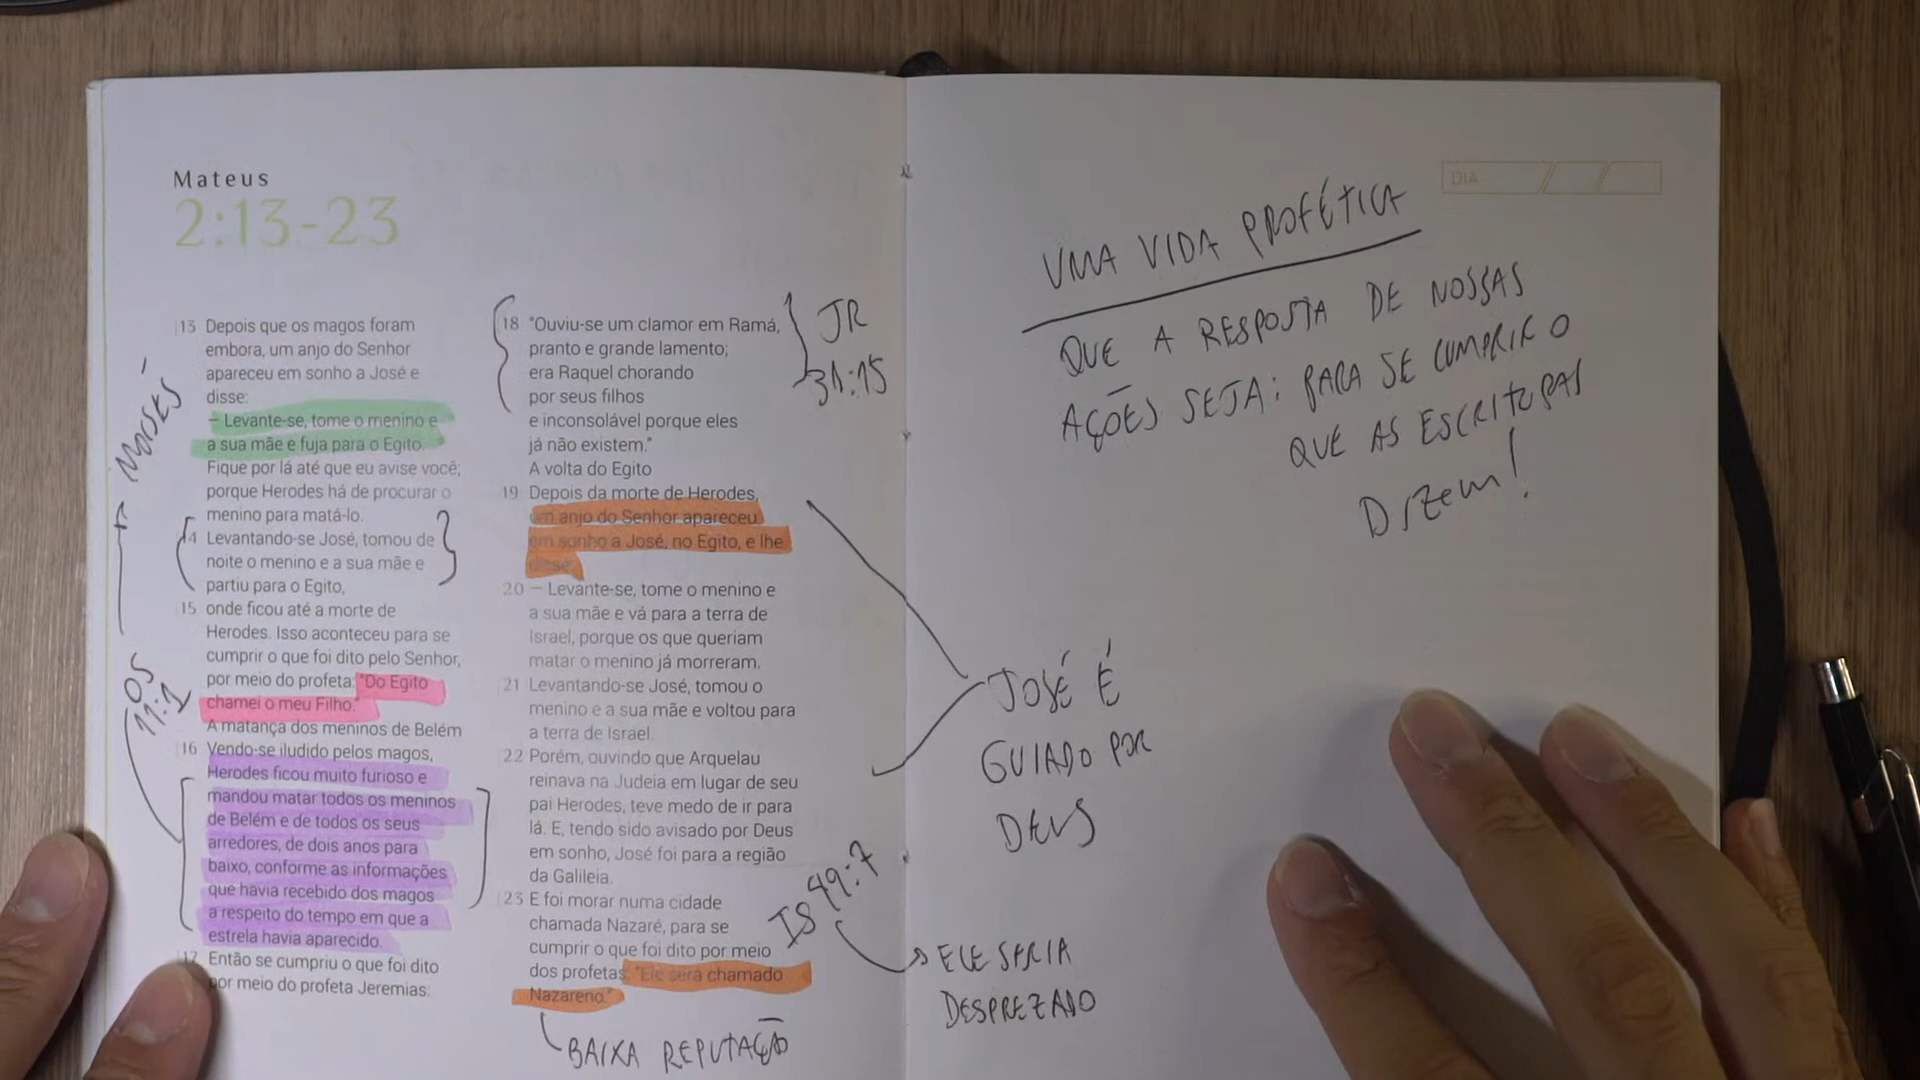 Mateus
2:13-23
13 Depois que os magos foram
embora, um anjo do Senhor
apareceu em sonho a José e
disse:
– Levante-se, tome o menino e
a sua mãe e fuja para o Egito.
Fique por lá até que eu avise você;
porque Herodes há de procurar o
menino para matá-lo.
14 Levantando-se José, tomou de
noite o menino e a sua mãe e
partiu para o Egito,
15 onde ficou até a morte de
Herodes. Isso aconteceu para se
cumprir o que foi dito pelo Senhor,
por meio do profeta: "Do Egito
chamei o meu Filho."
A matança dos meninos de Belém
16 Vendo-se iludido pelos magos,
Herodes ficou muito furioso e
mandou matar todos os meninos
de Belém e de todos os seus
arredores, de dois anos para
baixo, conforme as informações
que havia recebido dos magos
a respeito do tempo em que a
estrela havia aparecido.
17 Então se cumpriu o que foi dito
por meio do profeta Jeremias:
MOISÉS
OS
11:1
18 "Ouviu-se um clamor em Ramá,
pranto e grande lamento;
era Raquel chorando
por seus filhos
e inconsolável porque eles
já não existem."
A volta do Egito
19 Depois da morte de Herodes,
um anjo do Senhor apareceu
em sonho a José, no Egito, e lhe
disse:
20 – Levante-se, tome o menino e
a sua mãe e vá para a terra de
Israel, porque os que queriam
matar o menino já morreram.
21 Levantando-se José, tomou o
menino e a sua mãe e voltou para
a terra de Israel.
22 Porém, ouvindo que Arquelau
reinava na Judeia em lugar de seu
pai Herodes, teve medo de ir para
lá. E, tendo sido avisado por Deus
em sonho, José foi para a região
da Galileia.
23 E foi morar numa cidade
chamada Nazaré, para se
cumprir o que foi dito por meio
dos profetas: "Ele será chamado
Nazareno."
BAIXA REPUTAÇÃO
JR
31:15
IS 49:7
DIA
UMA VIDA PROFÉTICA
QUE A RESPOSTA DE NOSSAS
AÇÕES SEJA: PARA SE CUMPRIR O
QUE AS ESCRITURAS
DIZEM!
JOSÉ É
GUIADO POR
DEUS
ELE SERIA
DESPREZADO